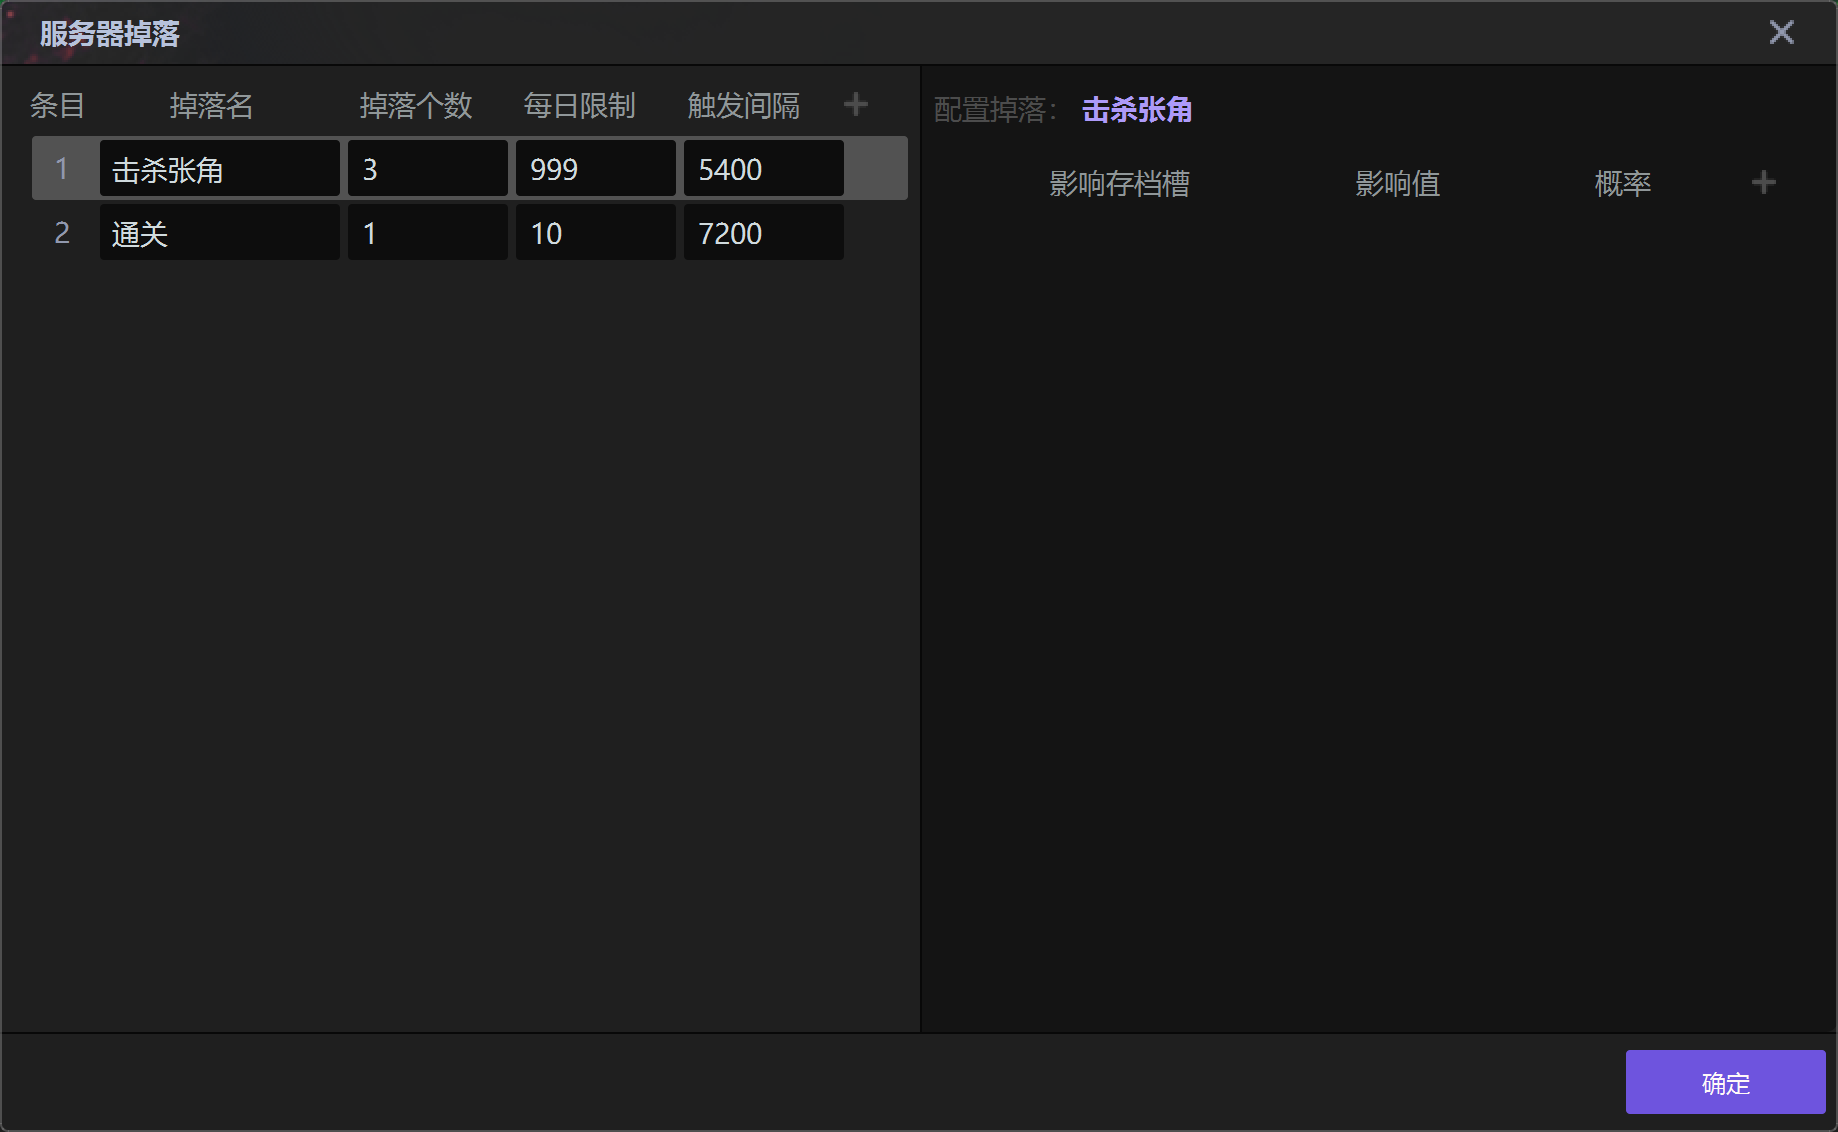 服务器掉落
条目 掉落名 掉落个数 每日限制 触发间隔
1 击杀张角 3 999 5400
2 通关 1 10 7200
配置掉落： 击杀张角
影响存档槽 影响值 概率
确定